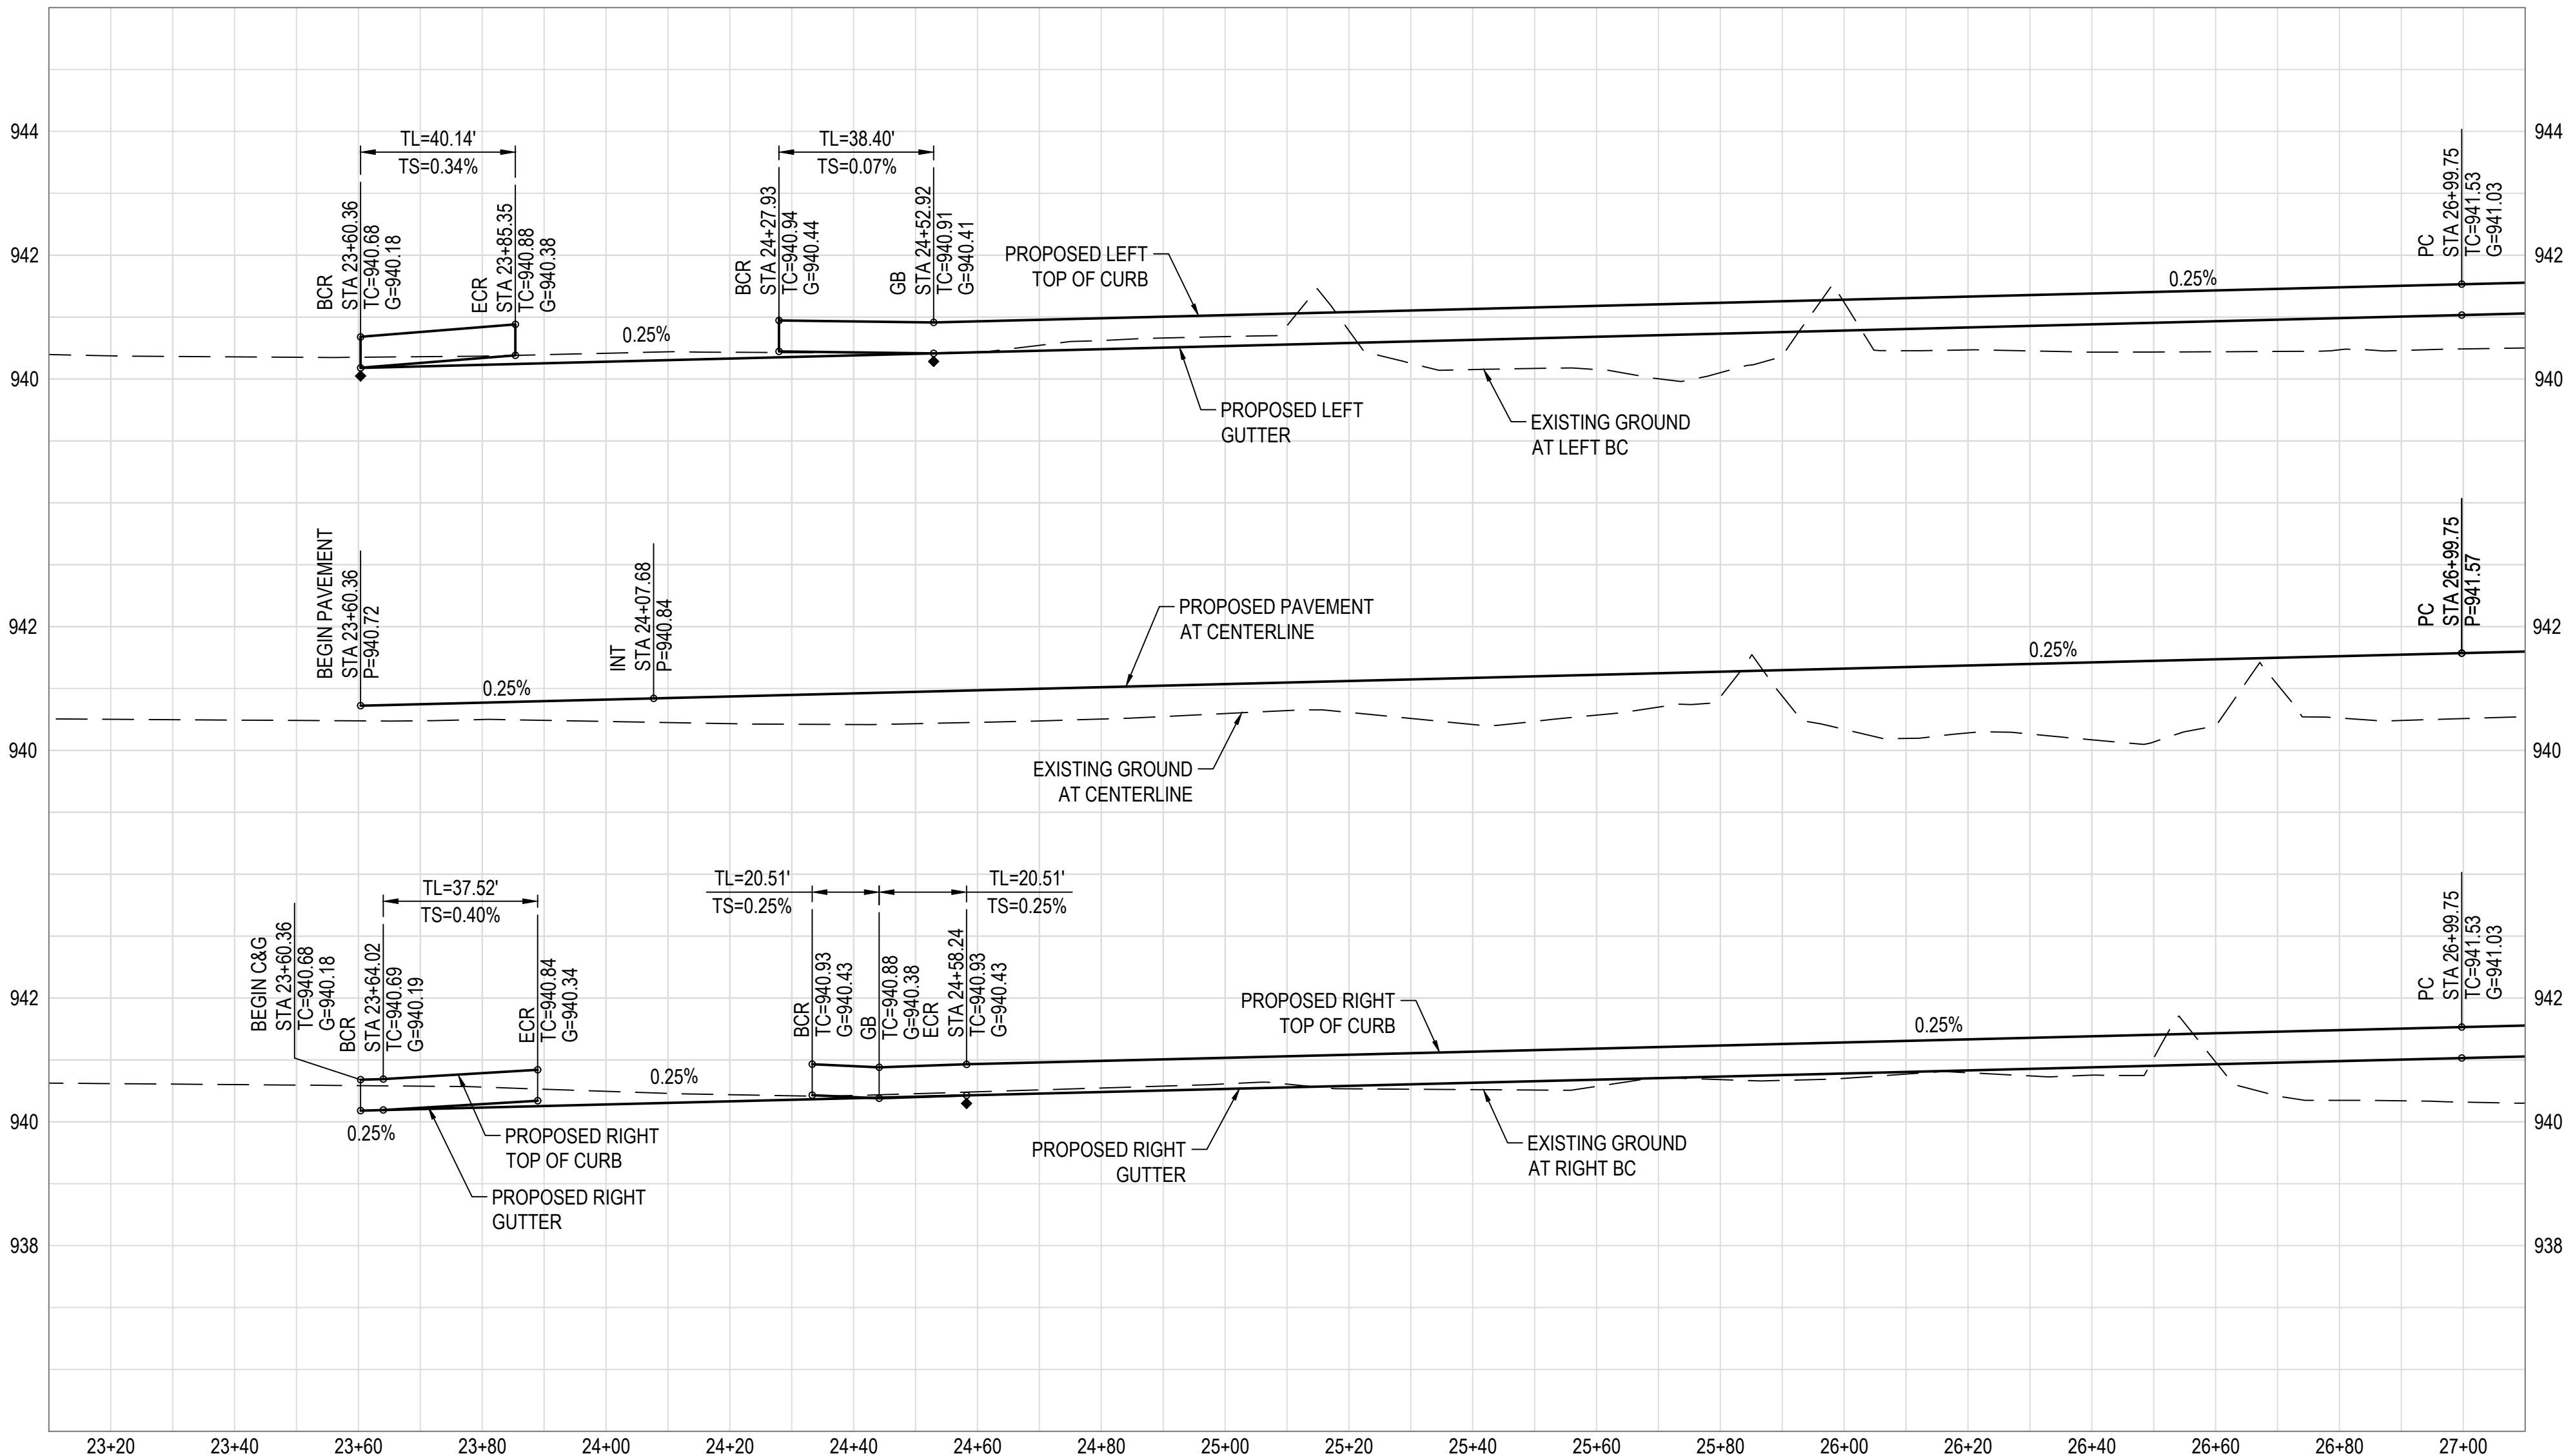 TL=40.14'
TS=0.34%
BCR
STA 23+60.36
TC=940.68
G=940.18
ECR
STA 23+85.35
TC=940.88
G=940.38
0.25%
TL=38.40'
TS=0.07%
BCR
STA 24+27.93
TC=940.94
G=940.44
GB
STA 24+52.92
TC=940.91
G=940.41
PROPOSED LEFT
TOP OF CURB
PROPOSED LEFT
GUTTER
EXISTING GROUND
AT LEFT BC
0.25%
PC
STA 26+99.75
TC=941.53
G=941.03
944
942
940
944
942
940
BEGIN PAVEMENT
STA 23+60.36
P=940.72
0.25%
INT
STA 24+07.68
P=940.84
PROPOSED PAVEMENT
AT CENTERLINE
EXISTING GROUND
AT CENTERLINE
0.25%
PC
STA 26+99.75
P=941.57
942
940
942
940
BEGIN C&G
STA 23+60.36
TC=940.68
G=940.18
BCR
STA 23+64.02
TC=940.69
G=940.19
TL=37.52'
TS=0.40%
ECR
TC=940.84
G=940.34
0.25%
PROPOSED RIGHT
TOP OF CURB
PROPOSED RIGHT
GUTTER
0.25%
TL=20.51'
TS=0.25%
TL=20.51'
TS=0.25%
BCR
TC=940.93
G=940.43
GB
TC=940.88
G=940.38
ECR
STA 24+58.24
TC=940.93
G=940.43
PROPOSED RIGHT
TOP OF CURB
PROPOSED RIGHT
GUTTER
EXISTING GROUND
AT RIGHT BC
0.25%
PC
STA 26+99.75
TC=941.53
G=941.03
942
940
938
942
940
938
23+20
23+40
23+60
23+80
24+00
24+20
24+40
24+60
24+80
25+00
25+20
25+40
25+60
25+80
26+00
26+20
26+40
26+60
26+80
27+00